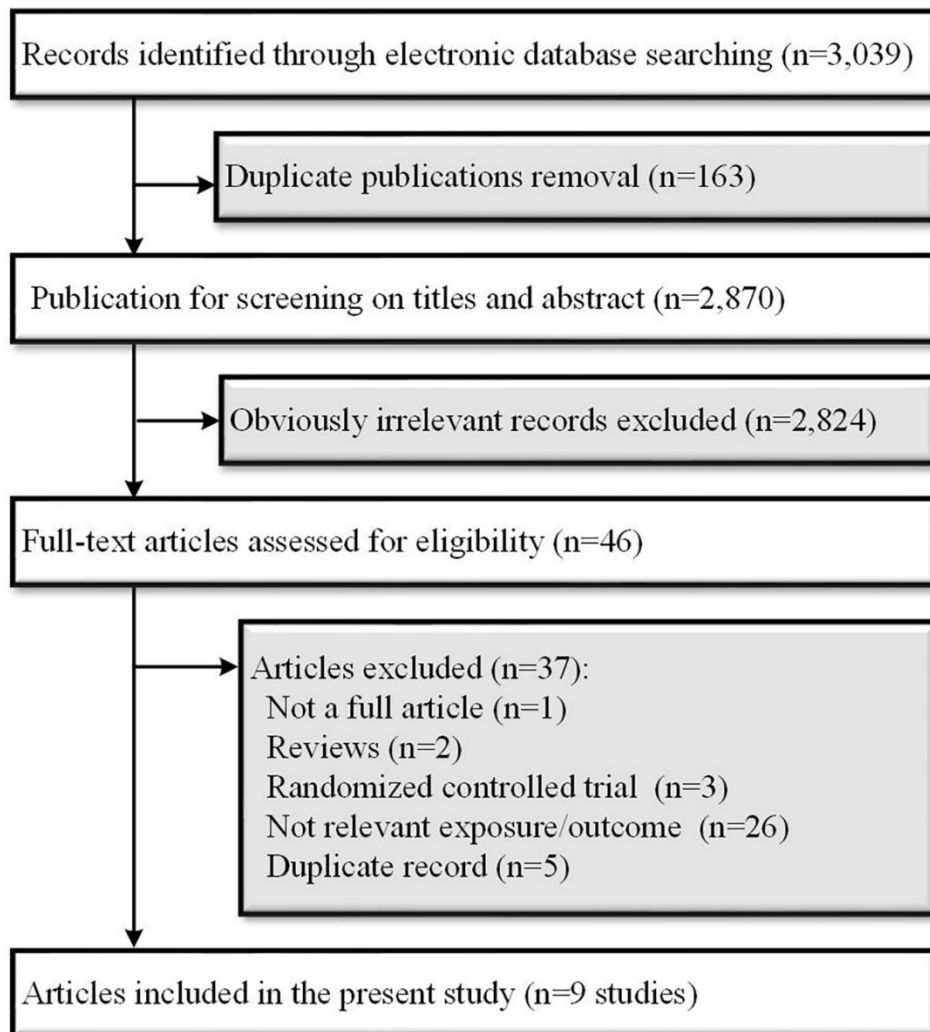 Records identified through electronic database searching (n=3,039)
Duplicate publications removal (n=163)
Publication for screening on titles and abstract (n=2,870)
Obviously irrelevant records excluded (n=2,824)
Full-text articles assessed for eligibility (n=46)
Articles excluded (n=37):
Not a full article (n=1)
Reviews (n=2)
Randomized controlled trial (n=3)
Not relevant exposure/outcome (n=26)
Duplicate record (n=5)
Articles included in the present study (n=9 studies)